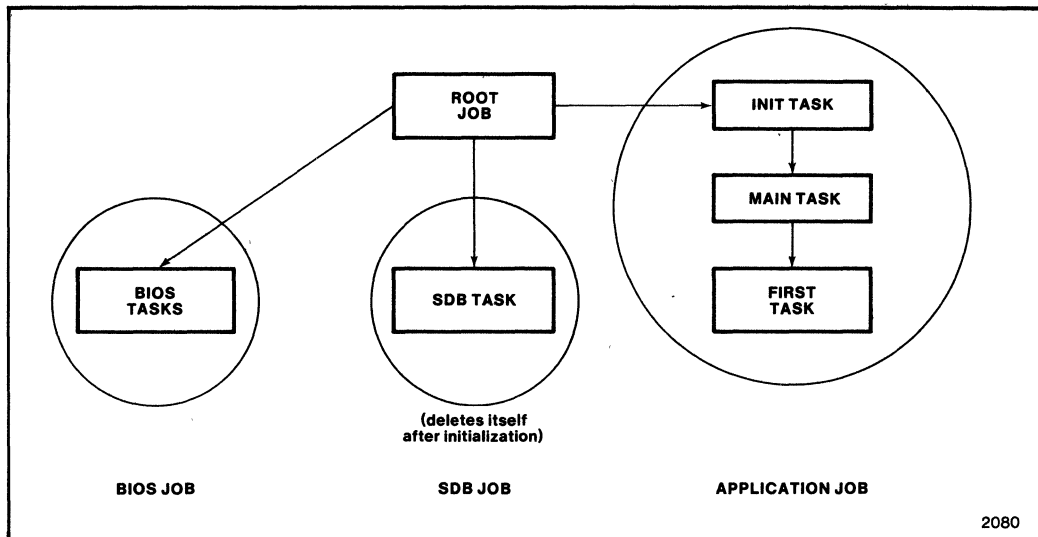 ROOT
JOB
INIT TASK
MAIN TASK
BIOS
TASKS
SDB TASK
FIRST
TASK
(deletes itself
after initialization)
BIOS JOB
SDB JOB
APPLICATION JOB
2080